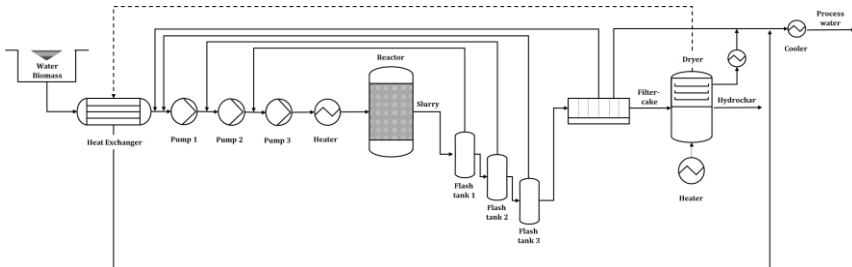 Water
Biomass
Heat Exchanger
Pump 1
Pump 2
Pump 3
Heater
Reactor
Slurry
Flash
tank 1
Flash
tank 2
Flash
tank 3
Filter-
cake
Dryer
Hydrochar
Heater
Process
water
Cooler